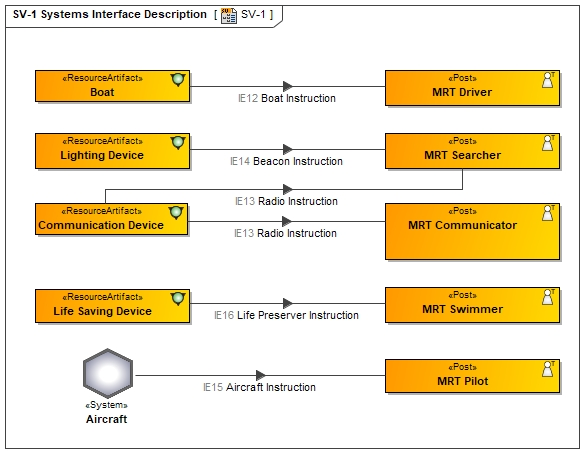 SV-1 Systems Interface Description [ SV-1 ]
«ResourceArtifact»
Boat
IE12 Boat Instruction
«Post»
MRT Driver
«ResourceArtifact»
Lighting Device
IE14 Beacon Instruction
«Post»
MRT Searcher
IE13 Radio Instruction
«ResourceArtifact»
Communication Device
IE13 Radio Instruction
«Post»
MRT Communicator
«ResourceArtifact»
Life Saving Device
IE16 Life Preserver Instruction
«Post»
MRT Swimmer
«System»
Aircraft
IE15 Aircraft Instruction
«Post»
MRT Pilot